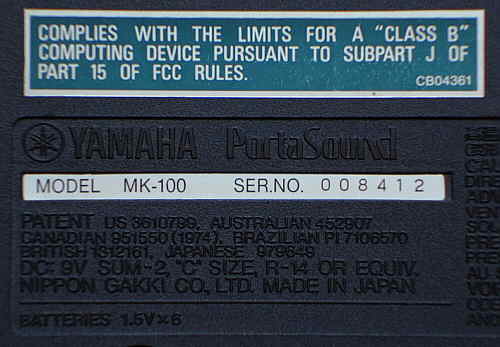 COMPLIES WITH THE LIMITS FOR A "CLASS B"
COMPUTING DEVICE PURSUANT TO SUBPART J OF
PART 15 OF FCC RULES.
CB04361
YAMAHA PortaSound
MODEL MK-100 SER.NO. 008412
PATENT US 3610799, AUSTRALIAN 452907
CANADIAN 951550 (1974), BRAZILIAN PI 7106570
BRITISH 1312161, JAPANESE 979649
DC: 9V SUM-2, "C" SIZE, R-14 OR EQUIV.
NIPPON GAKKI CO., LTD. MADE IN JAPAN
BATTERIES 1.5V×6